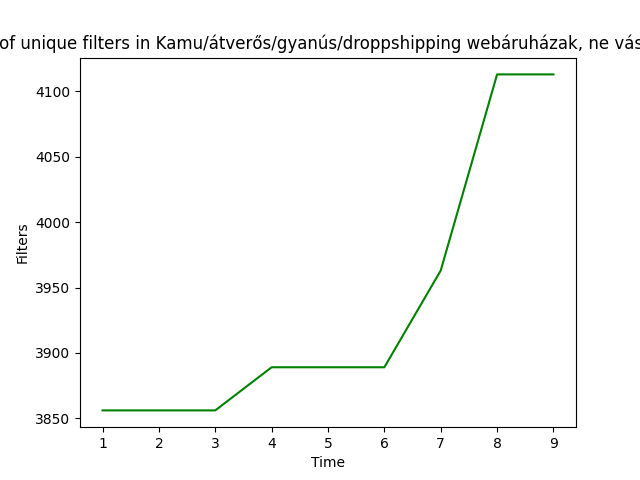 of unique filters in Kamu/átverős/gyanús/droppshipping webáruházak, ne vás
4100
4050
4000
3950
3900
3850
Filters
1 2 3 4 5 6 7 8 9
Time